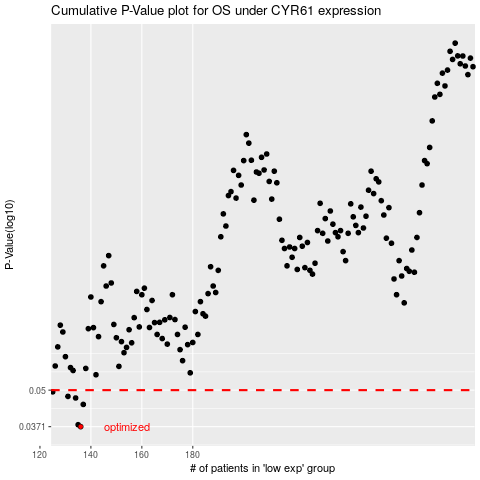 Cumulative P-Value plot for OS under CYR61 expression
P-Value(log10)
0.05
0.0371
optimized
120 140 160 180
# of patients in 'low exp' group